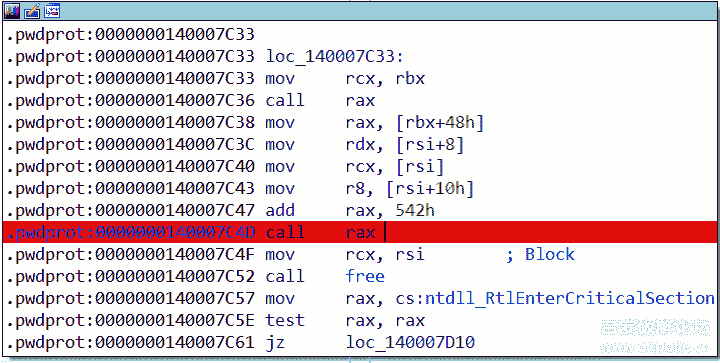 .pwdprot:0000000140007C33
.pwdprot:0000000140007C33 loc_140007C33:
.pwdprot:0000000140007C33 mov rcx, rbx
.pwdprot:0000000140007C36 call rax
.pwdprot:0000000140007C38 mov rax, [rbx+48h]
.pwdprot:0000000140007C3C mov rdx, [rsi+8]
.pwdprot:0000000140007C40 mov rcx, [rsi]
.pwdprot:0000000140007C43 mov r8, [rsi+10h]
.pwdprot:0000000140007C47 add rax, 542h
.pwdprot:0000000140007C4D call rax
.pwdprot:0000000140007C4F mov rcx, rsi ; Block
.pwdprot:0000000140007C52 call free
.pwdprot:0000000140007C57 mov rax, cs:ntdll_RtlEnterCriticalSection
.pwdprot:0000000140007C5E test rax, rax
.pwdprot:0000000140007C61 jz loc_140007D10